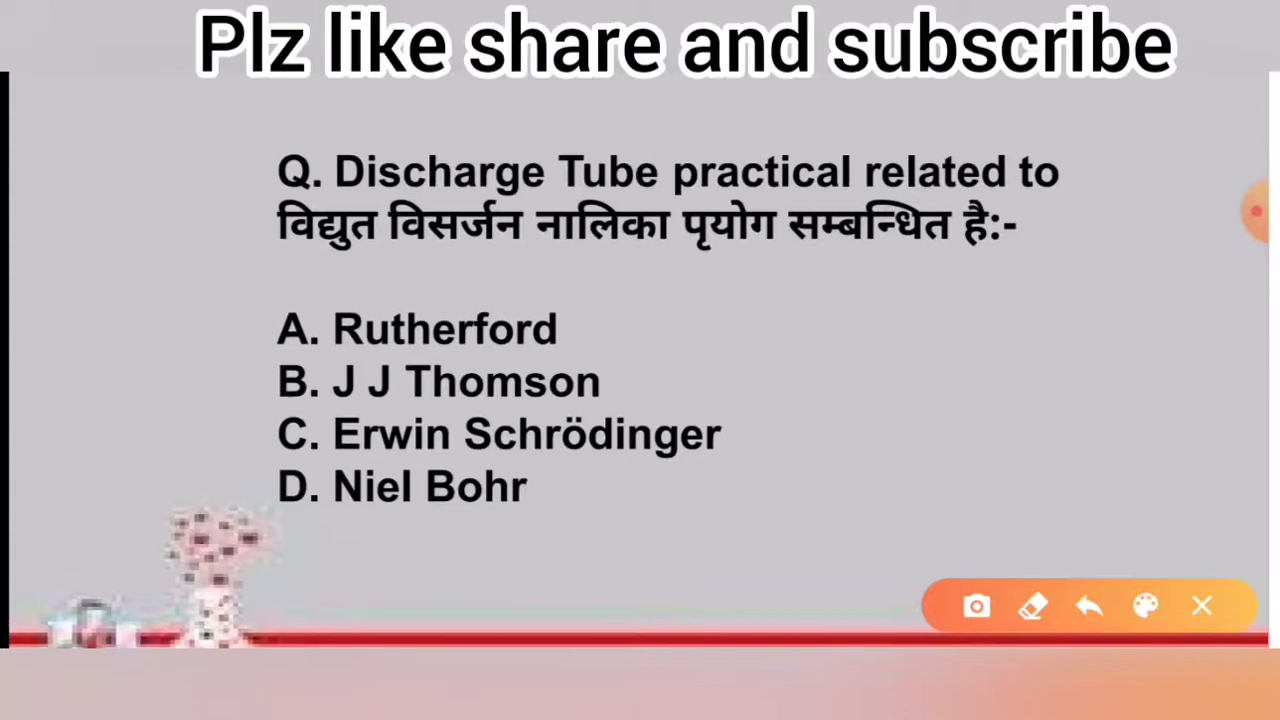 Plz like share and subscribe
Q. Discharge Tube practical related to
विद्युत विसर्जन नालिका पृयोग सम्बन्धित है:-
A. Rutherford
B. J J Thomson
C. Erwin Schrödinger
D. Niel Bohr